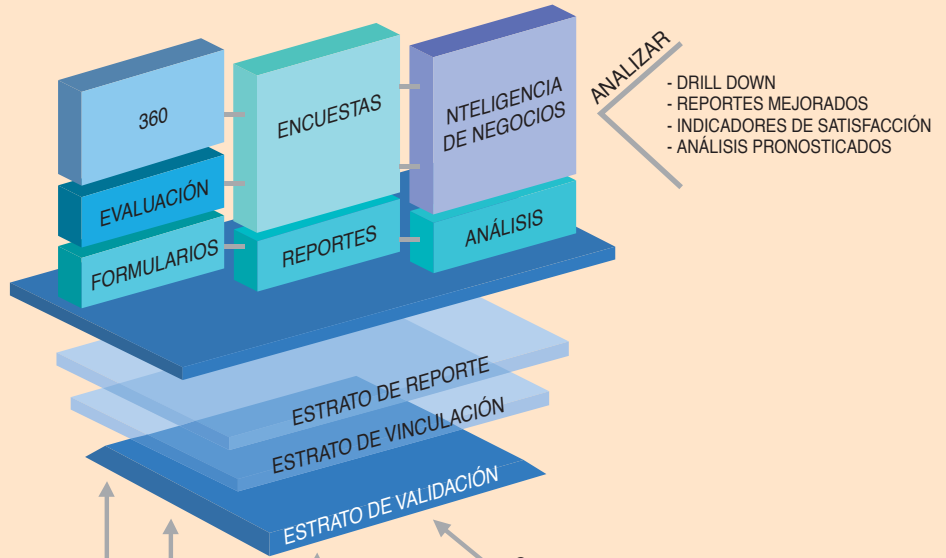 360
EVALUACIÓN
FORMULARIOS
ENCUESTAS
REPORTES
NTELIGENCIA
DE NEGOCIOS
ANÁLISIS
ANALIZAR
- DRILL DOWN
- REPORTES MEJORADOS
- INDICADORES DE SATISFACCIÓN
- ANÁLISIS PRONOSTICADOS
ESTRATO DE REPORTE
ESTRATO DE VINCULACIÓN
ESTRATO DE VALIDACIÓN